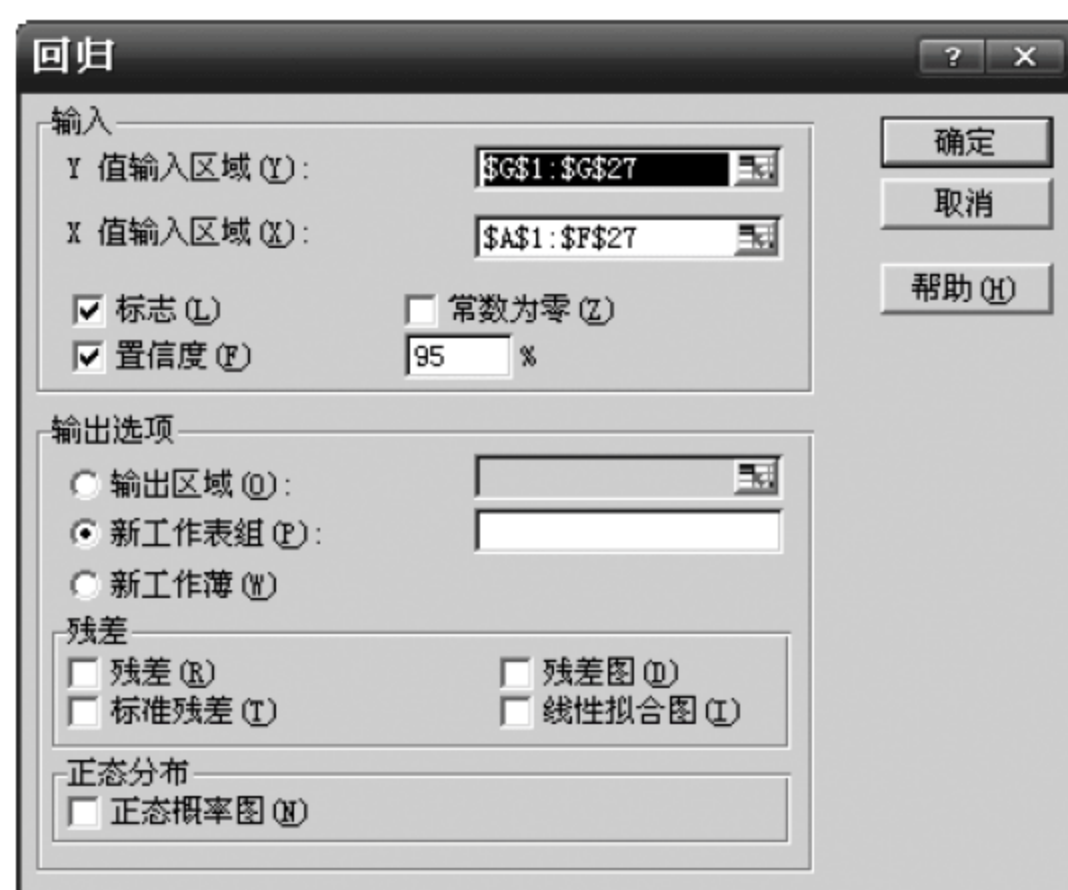 回归
输入
Y 值输入区域(Y):
$G$1:$G$27
X 值输入区域(X):
$A$1:$F$27
标志(L)
常数为零(Z)
置信度(F)
95 %
确定
取消
帮助(H)
输出选项
输出区域(O):
新工作表组(P):
新工作薄(W)
残差
残差(R)
残差图(D)
标准残差(T)
线性拟合图(I)
正态分布
正态概率图(N)